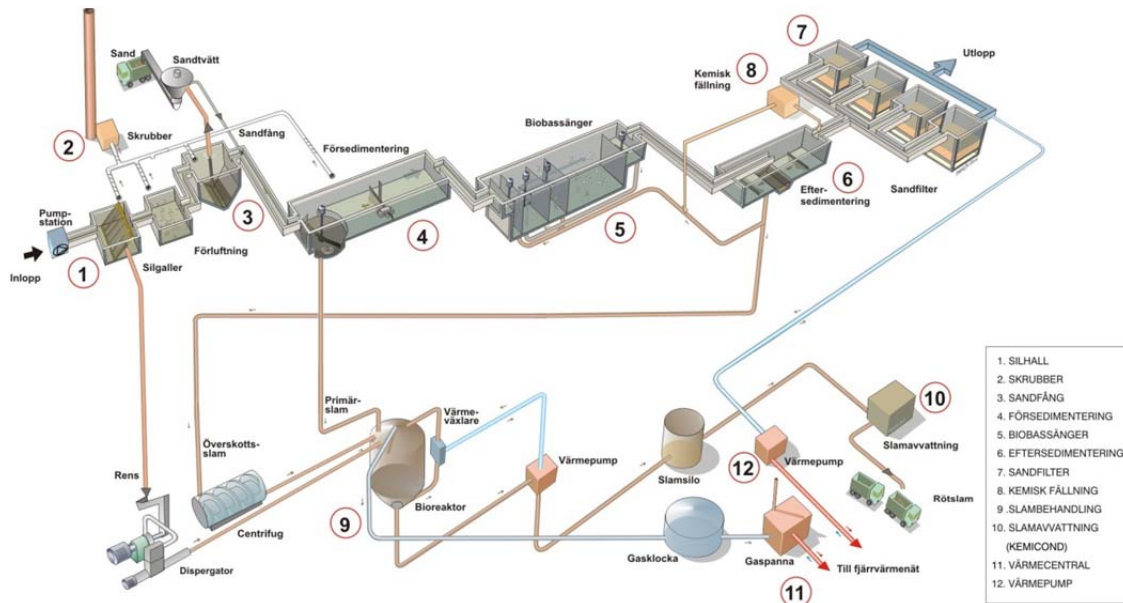 7
Sand
Sandtvätt
Utlopp
8
Kemisk
fällning
2
Skrubber
Sandfång
Biobassänger
Försedimentering
6
Efter-
sedimentering
Sandfilter
3
4
5
Pump-
station
1
Förluftning
Silgaller
Inlopp
Primär-
slam
Värme-
växlare
10
Slamavvattning
Överskotts-
slam
Värmepump
Slamsilo
12
Värmepump
Rens
Rötslam
Centrifug
9
Bioreaktor
Dispergator
Gasklocka
Gaspanna
Till fjärrvärmenät
11
1. SILHALL
2. SKRUBBER
3. SANDFÅNG
4. FÖRSEDIMENTERING
5. BIOBASSÄNGER
6. EFTERSEDIMENTERING
7. SANDFILTER
8. KEMISK FÄLLNING
9. SLAMBEHANDLING
10. SLAMAVVATTNING
(KEMICOND)
11. VÄRMECENTRAL
12. VÄRMEPUMP